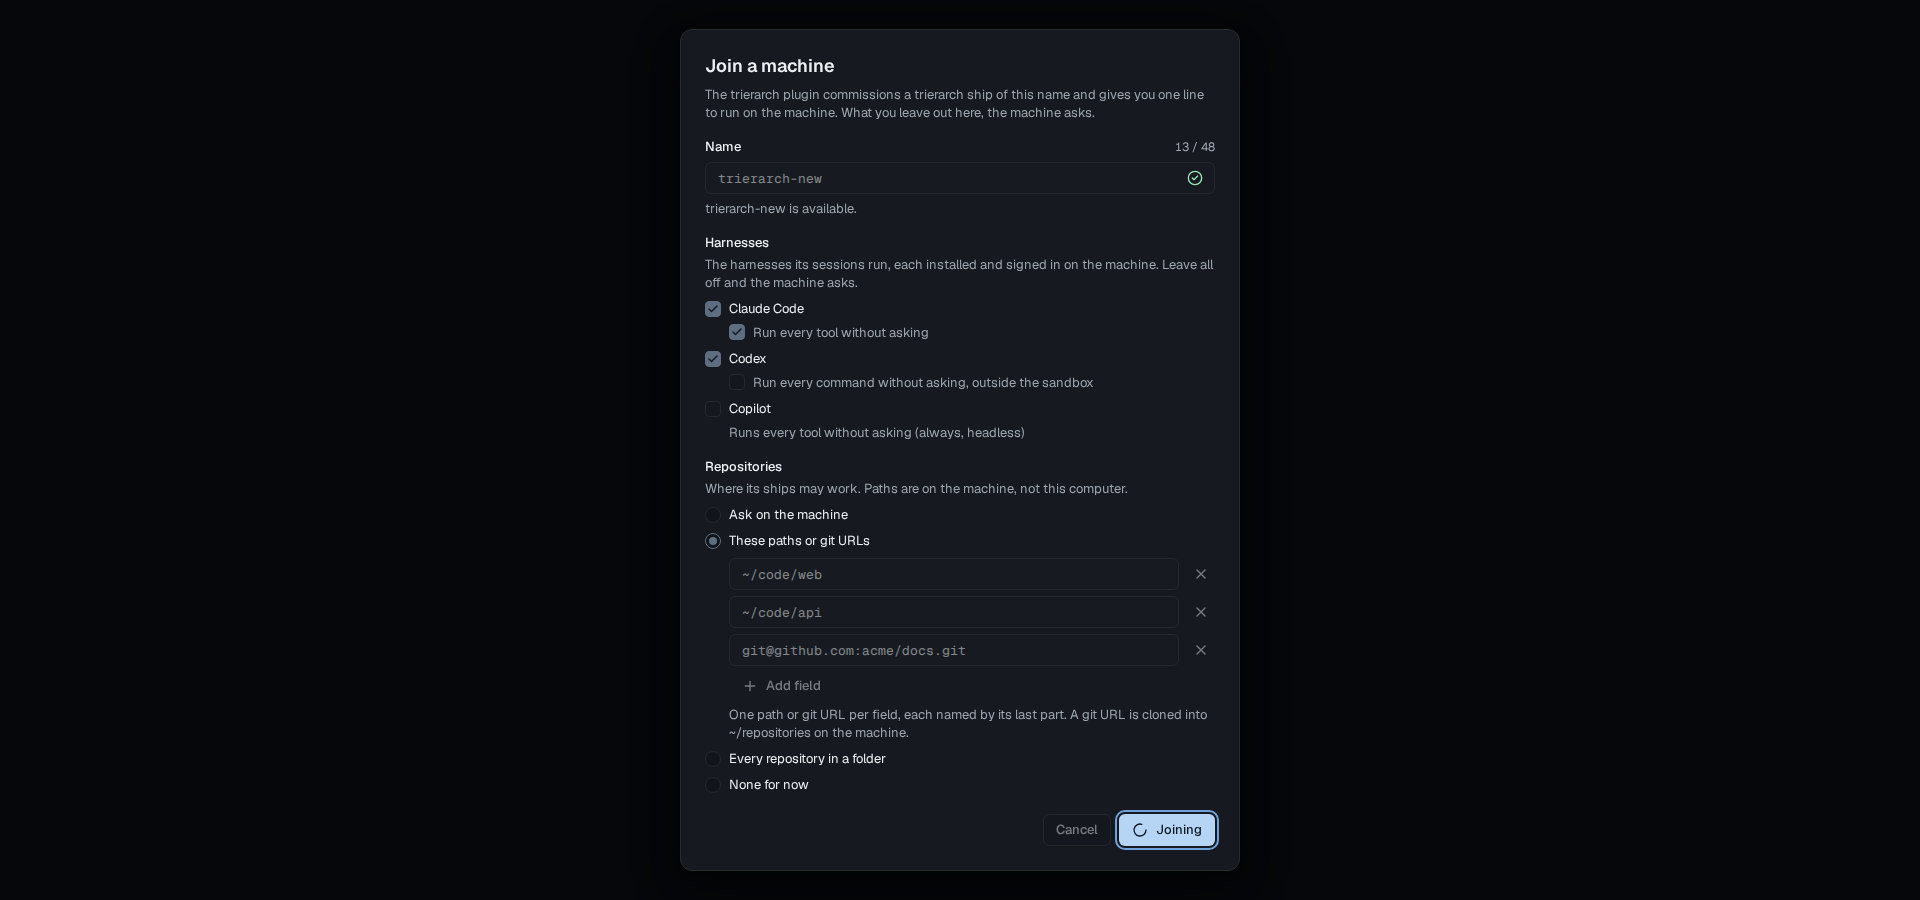 Join a machine
The trierarch plugin commissions a trierarch ship of this name and gives you one line
to run on the machine. What you leave out here, the machine asks.
Name
13 / 48
trierarch-new
trierarch-new is available.
Harnesses
The harnesses its sessions run, each installed and signed in on the machine. Leave all
off and the machine asks.
Claude Code
Run every tool without asking
Codex
Run every command without asking, outside the sandbox
Copilot
Runs every tool without asking (always, headless)
Repositories
Where its ships may work. Paths are on the machine, not this computer.
Ask on the machine
These paths or git URLs
~/code/web
~/code/api
git@github.com:acme/docs.git
Add field
One path or git URL per field, each named by its last part. A git URL is cloned into
~/repositories on the machine.
Every repository in a folder
None for now
Cancel
Joining